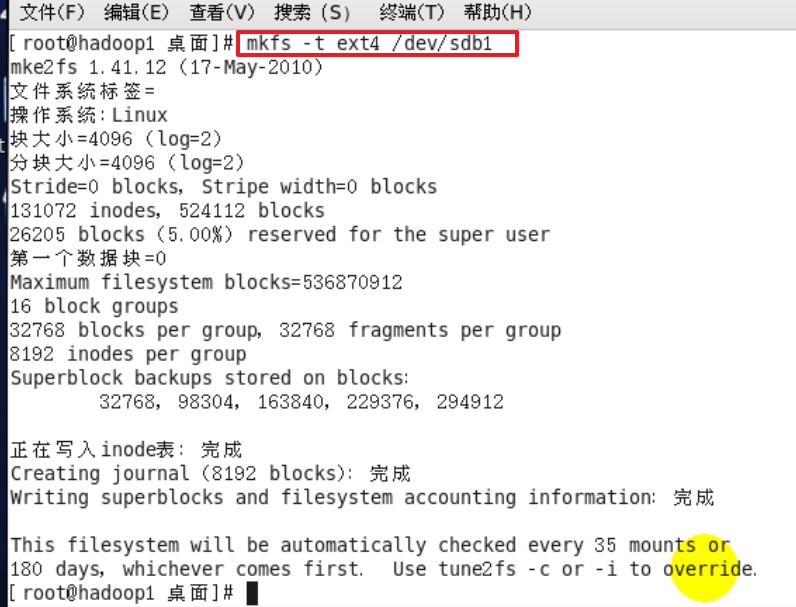 文件(F) 编辑(E) 查看(V) 搜索 (S) 终端(T) 帮助(H)
[root@hadoop1 桌面]# mkfs -t ext4 /dev/sdb1
mke2fs 1.41.12 (17-May-2010)
文件系统标签=
操作系统:Linux
块大小=4096 (log=2)
分块大小=4096 (log=2)
Stride=0 blocks, Stripe width=0 blocks
131072 inodes, 524112 blocks
26205 blocks (5.00%) reserved for the super user
第一个数据块=0
Maximum filesystem blocks=536870912
16 block groups
32768 blocks per group, 32768 fragments per group
8192 inodes per group
Superblock backups stored on blocks:
32768, 98304, 163840, 229376, 294912
正在写入inode表: 完成
Creating journal (8192 blocks): 完成
Writing superblocks and filesystem accounting information: 完成
This filesystem will be automatically checked every 35 mounts or
180 days, whichever comes first. Use tune2fs -c or -i to override.
[root@hadoop1 桌面]#